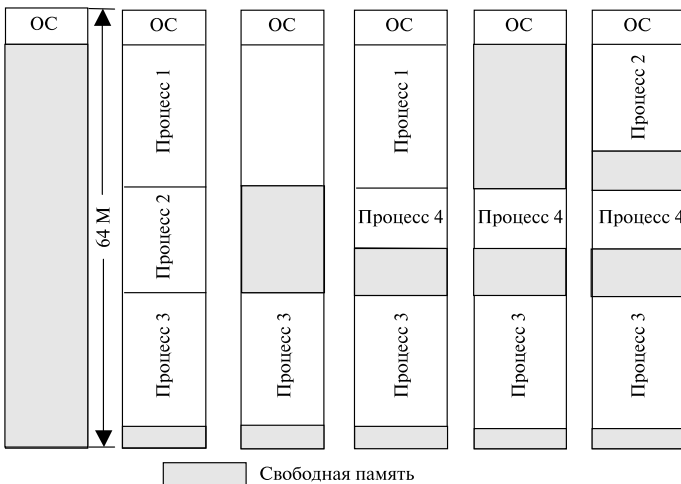 ОС
64 М
ОС
Процесс 1
Процесс 2
Процесс 3
ОС
Процесс 3
ОС
Процесс 1
Процесс 4
Процесс 3
ОС
Процесс 4
Процесс 3
ОС
Процесс 2
Процесс 4
Процесс 3
Свободная память